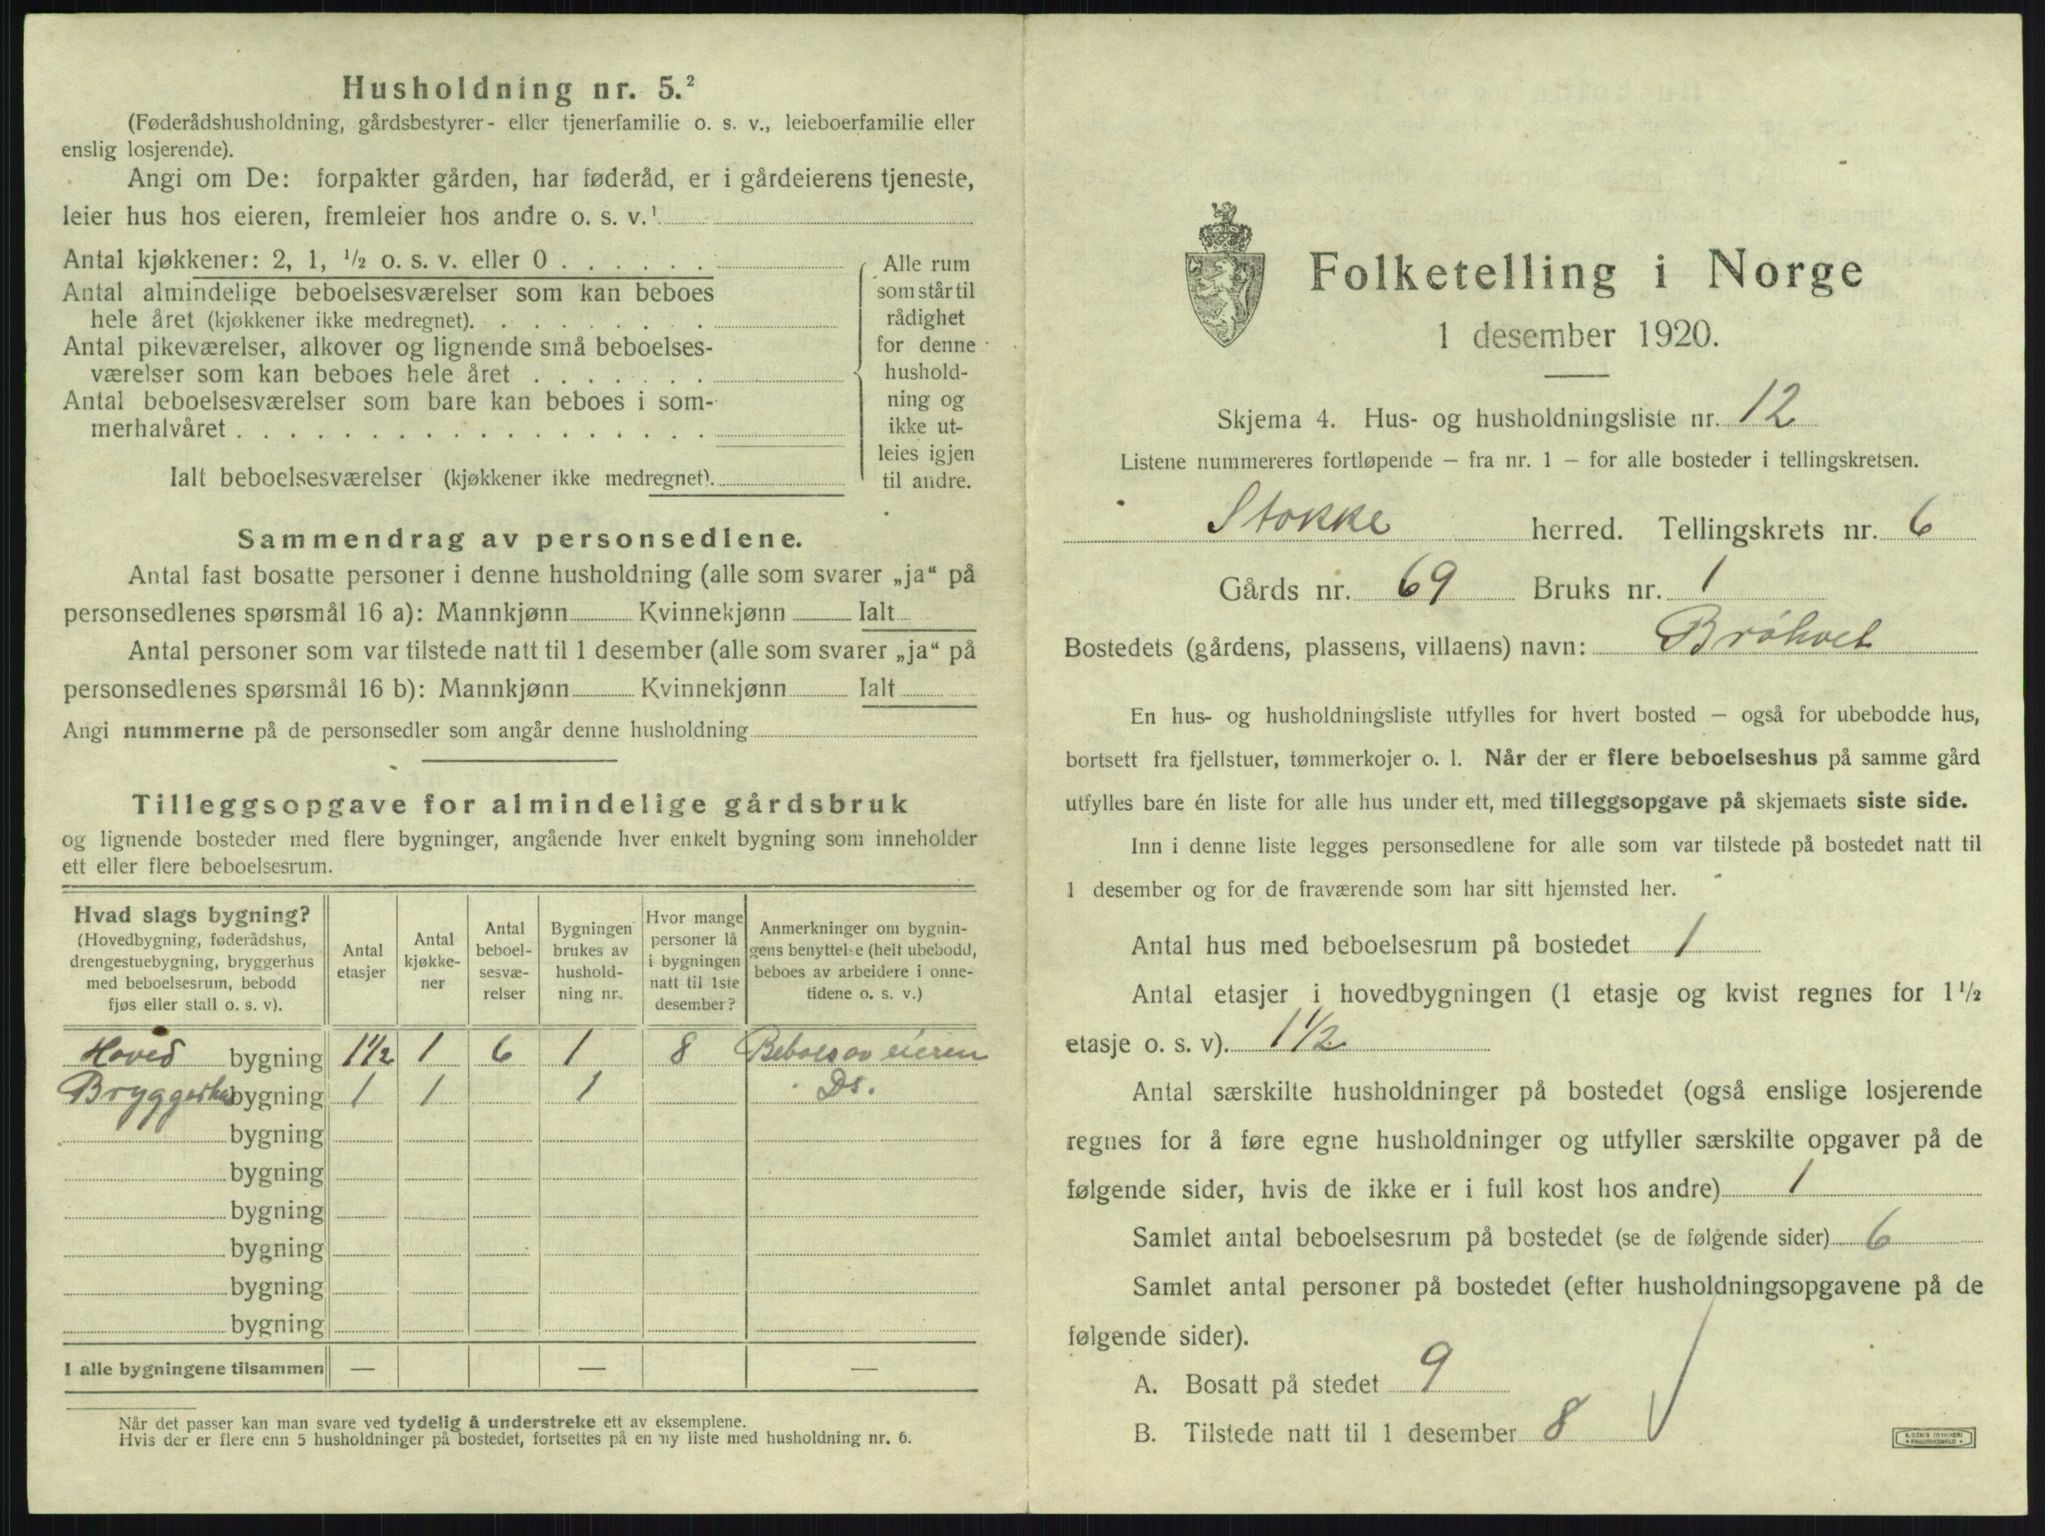 Husholdning nr. 5.²
(Føderådshusholdning, gårdsbestyrer- eller tjenerfamilie o. s. v., leieboerfamilie eller
enslig losjerende).
Angi om De: forpakter gården, har føderåd, er i gårdeierens tjeneste,
leier hus hos eieren, fremleier hos andre o. s. v.¹
Antal kjøkkener: 2, 1, ½ o. s. v. eller 0 . . . . . .
Antal almindelige beboelsesværelser som kan beboes
hele året (kjøkkener ikke medregnet). . . . . . . . .
Antal pikeværelser, alkover og lignende små beboelses-
værelser som kan beboes hele året . . . . . . .
Antal beboelsesværelser som bare kan beboes i som-
merhalvåret . . . . . . . . . . . . . . . . . .
Ialt beboelsesværelser (kjøkkener ikke medregnet).
Alle rum
som står til
rådighet
for denne
hushold-
ning og
ikke ut-
leies igjen
til andre.
Sammendrag av personsedlene.
Antal fast bosatte personer i denne husholdning (alle som svarer „ja“ på
personsedlenes spørsmål 16 a): Mannkjønn Kvinnekjønn Ialt
Antal personer som var tilstede natt til 1 desember (alle som svarer „ja“ på
personsedlenes spørsmål 16 b): Mannkjønn Kvinnekjønn Ialt
Angi nummerne på de personsedler som angår denne husholdning
Tilleggsopgave for almindelige gårdsbruk
og lignende bosteder med flere bygninger, angående hver enkelt bygning som inneholder
ett eller flere beboelsesrum.
Hvad slags bygning?
(Hovedbygning, føderådshus,
drengestuebygning, bryggerhus
med beboelsesrum, bebodd
fjøs eller stall o. s. v).
Antal
etasjer
Antal
kjøkke-
ner
Antal
beboel-
sesvæ-
relser
Bygningen
brukes av
hushold-
ning nr.
Hvor mange
personer lå
i bygningen
natt til 1ste
desember?
Anmerkninger om bygnin-
gens benyttelse (helt ubebodd,
beboes av arbeidere i onne-
tidene o. s. v.)
Hoved bygning 1½ 1 6 1 8 Beboes av eieren
Bryggerhus bygning 1 1 1 Ds.
bygning
bygning
bygning
bygning
bygning
bygning
I alle bygningene tilsammen — — —
Når det passer kan man svare ved tydelig å understreke ett av eksemplene.
Hvis der er flere enn 5 husholdninger på bostedet, fortsettes på en ny liste med husholdning nr. 6.
Folketelling i Norge
1 desember 1920.
Skjema 4. Hus- og husholdningsliste nr. 12
Listene nummereres fortløpende – fra nr. 1 – for alle bosteder i tellingskretsen.
Stokke herred. Tellingskrets nr. 6
Gårds nr. 69 Bruks nr. 1
Bostedets (gårdens, plassens, villaens) navn: Bröhvet
En hus- og husholdningsliste utfylles for hvert bosted – også for ubebodde hus,
bortsett fra fjellstuer, tømmerkojer o. l. Når der er flere beboelseshus på samme gård
utfylles bare én liste for alle hus under ett, med tilleggsopgave på skjemaets siste side.
Inn i denne liste legges personsedlene for alle som var tilstede på bostedet natt til
1 desember og for de fraværende som har sitt hjemsted her.
Antal hus med beboelsesrum på bostedet 1
Antal etasjer i hovedbygningen (1 etasje og kvist regnes for 1½
etasje o. s. v). 1½
Antal særskilte husholdninger på bostedet (også enslige losjerende
regnes for å føre egne husholdninger og utfyller særskilte opgaver på de
følgende sider, hvis de ikke er i full kost hos andre) 1
Samlet antal beboelsesrum på bostedet (se de følgende sider) 6
Samlet antal personer på bostedet (efter husholdningsopgavene på de
følgende sider).
A. Bosatt på stedet 9
B. Tilstede natt til 1 desember 8